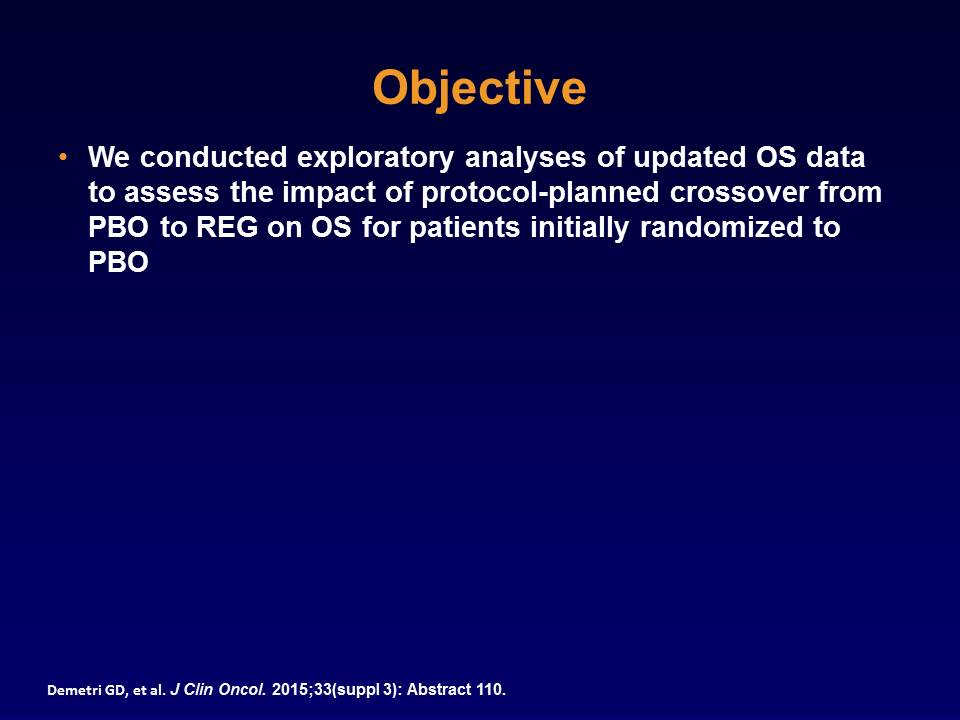 Objective
• We conducted exploratory analyses of updated OS data
to assess the impact of protocol-planned crossover from
PBO to REG on OS for patients initially randomized to
PBO
Demetri GD, et al. J Clin Oncol. 2015;33(suppl 3): Abstract 110.